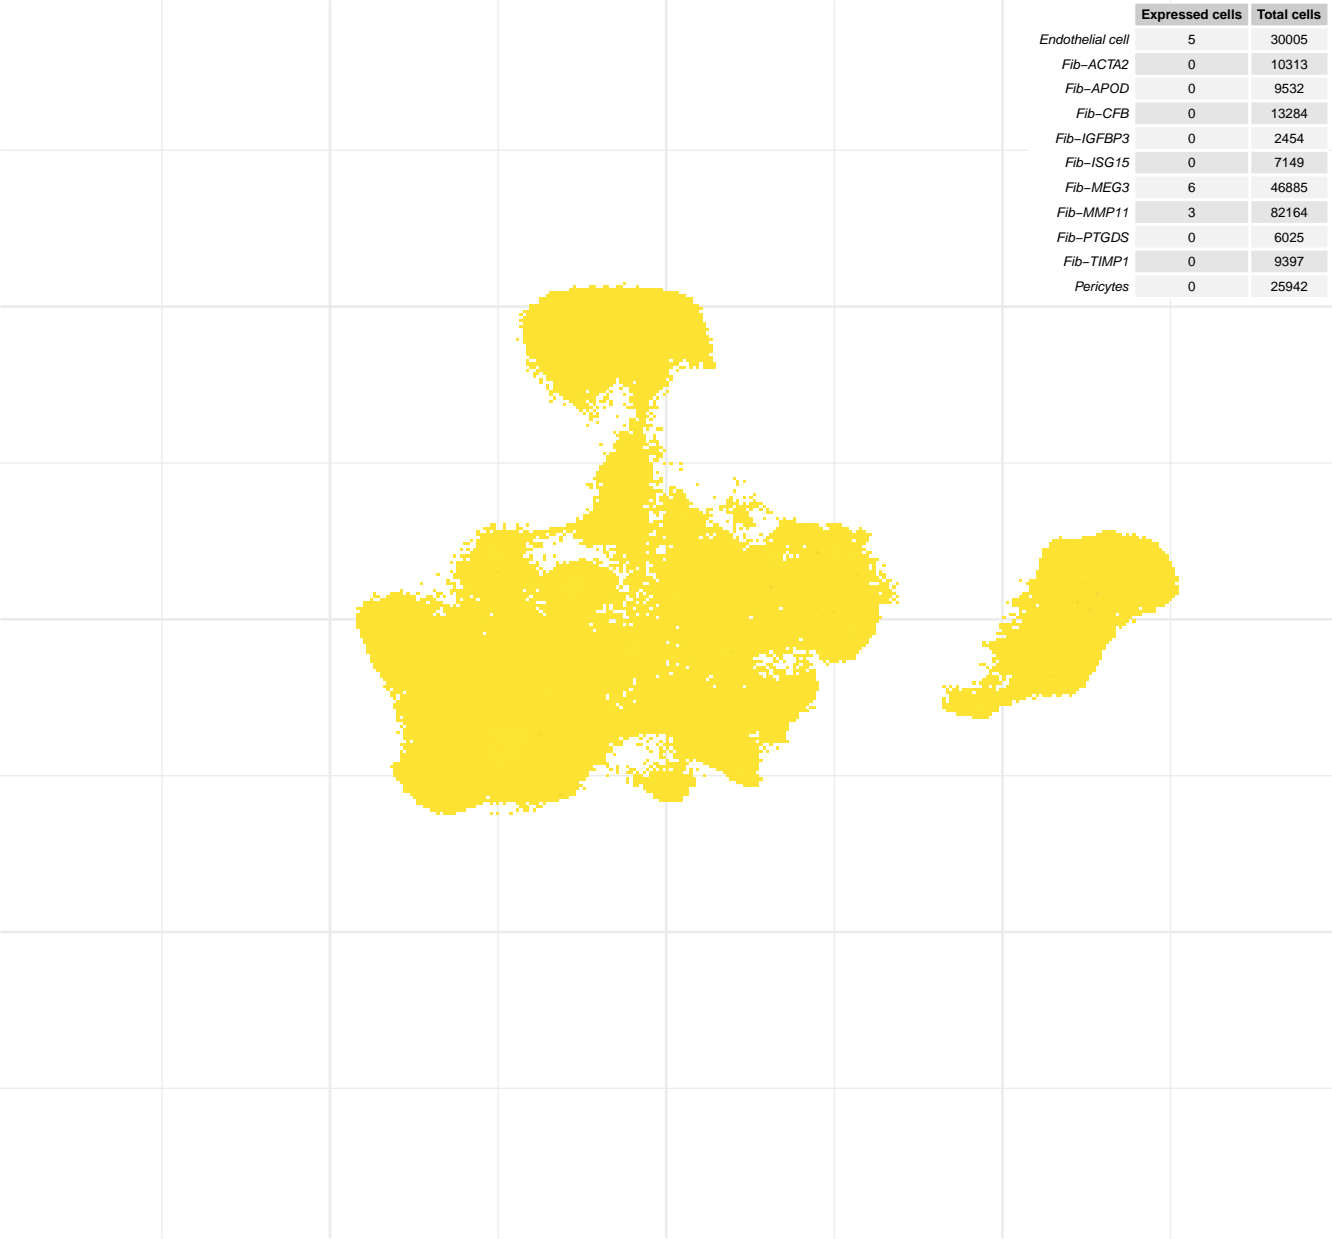 Expressed cells Total cells
Endothelial cell 5 30005
Fib−ACTA2 0 10313
Fib−APOD 0 9532
Fib−CFB 0 13284
Fib−IGFBP3 0 2454
Fib−ISG15 0 7149
Fib−MEG3 6 46885
Fib−MMP11 3 82164
Fib−PTGDS 0 6025
Fib−TIMP1 0 9397
Pericytes 0 25942